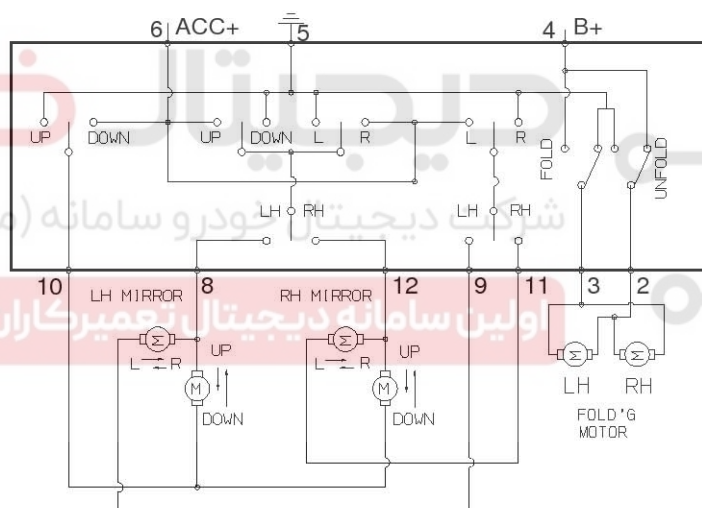 6 ACC+ 5 4 B+
دیجیتال
UP DOWN UP DOWN L R L R FOLD UNFOLD
شرکت دیجیتال خودرو سامانه
LH RH LH RH
10 8 12 9 11 3 2
LH MIRROR RH MIRROR
اولین سامانه دیجیتال تعمیرکاران
L R UP L R UP
M M
DOWN DOWN
LH RH
FOLD'G
MOTOR